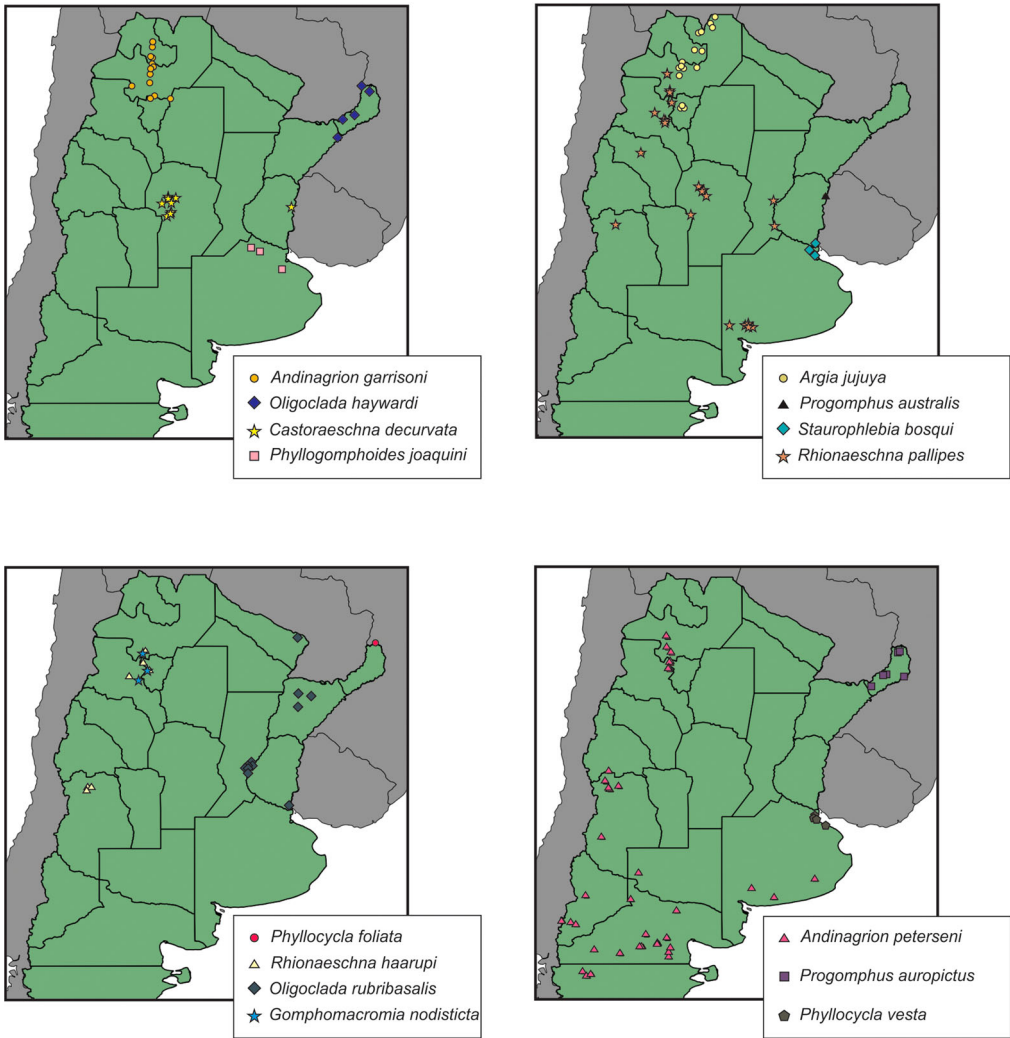 Andinagrion garrisoni
Oligoclada haywardi
Castoraeschna decurvata
Phyllogomphoides joaquini
Argia jujuya
Progomphus australis
Staurophlebia bosqui
Rhionaeschna pallipes
Phyllocycla foliata
Rhionaeschna haarupi
Oligoclada rubribasalis
Gomphomacromia nodisticta
Andinagrion peterseni
Progomphus auropictus
Phyllocycla vesta